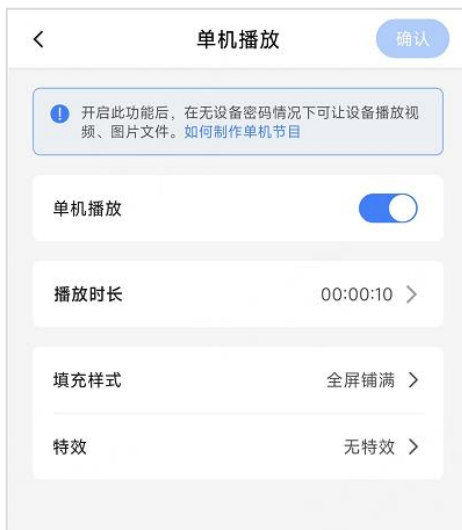 单机播放
确认
开启此功能后，在无设备密码情况下可让设备播放视
频、图片文件。如何制作单机节目
单机播放
播放时长 00:00:10
填充样式 全屏铺满
特效 无特效